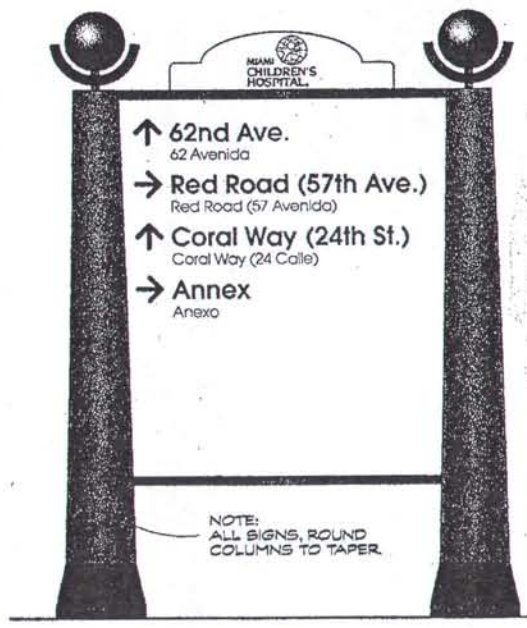 MIAMI
CHILDREN'S
HOSPITAL.
↑ 62nd Ave.
62 Avenida
→ Red Road (57th Ave.)
Red Road (57 Avenida)
↑ Coral Way (24th St.)
Coral Way (24 Calle)
→ Annex
Anexo
NOTE:
ALL SIGNS, ROUND
COLUMNS TO TAPER